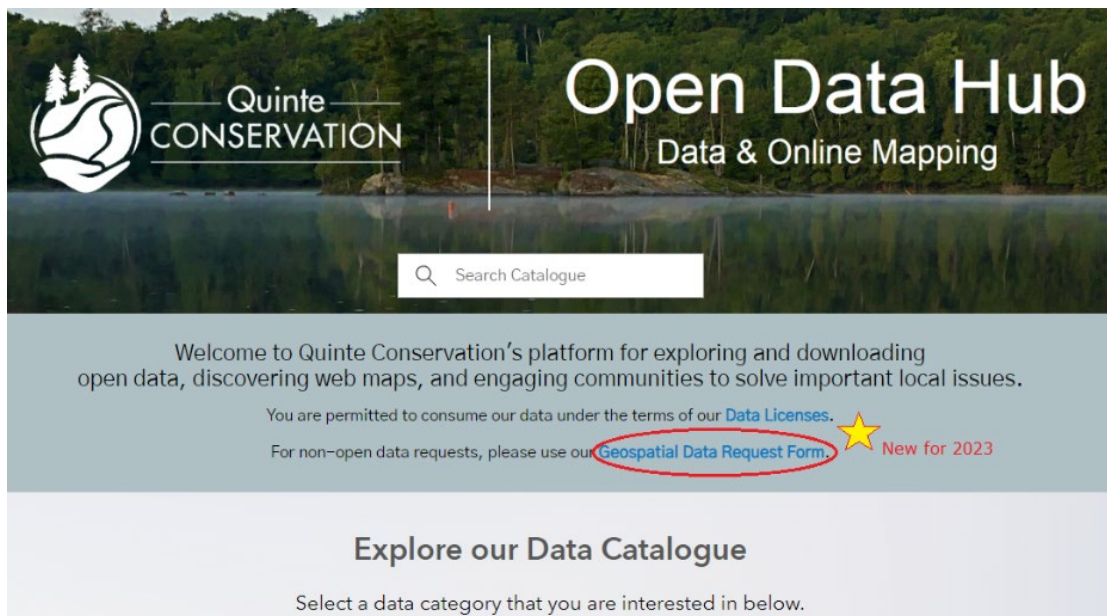 Quinte
CONSERVATION
Open Data Hub
Data & Online Mapping
Search Catalogue
Welcome to Quinte Conservation's platform for exploring and downloading
open data, discovering web maps, and engaging communities to solve important local issues.
You are permitted to consume our data under the terms of our Data Licenses.
For non-open data requests, please use our Geospatial Data Request Form.
New for 2023
Explore our Data Catalogue
Select a data category that you are interested in below.